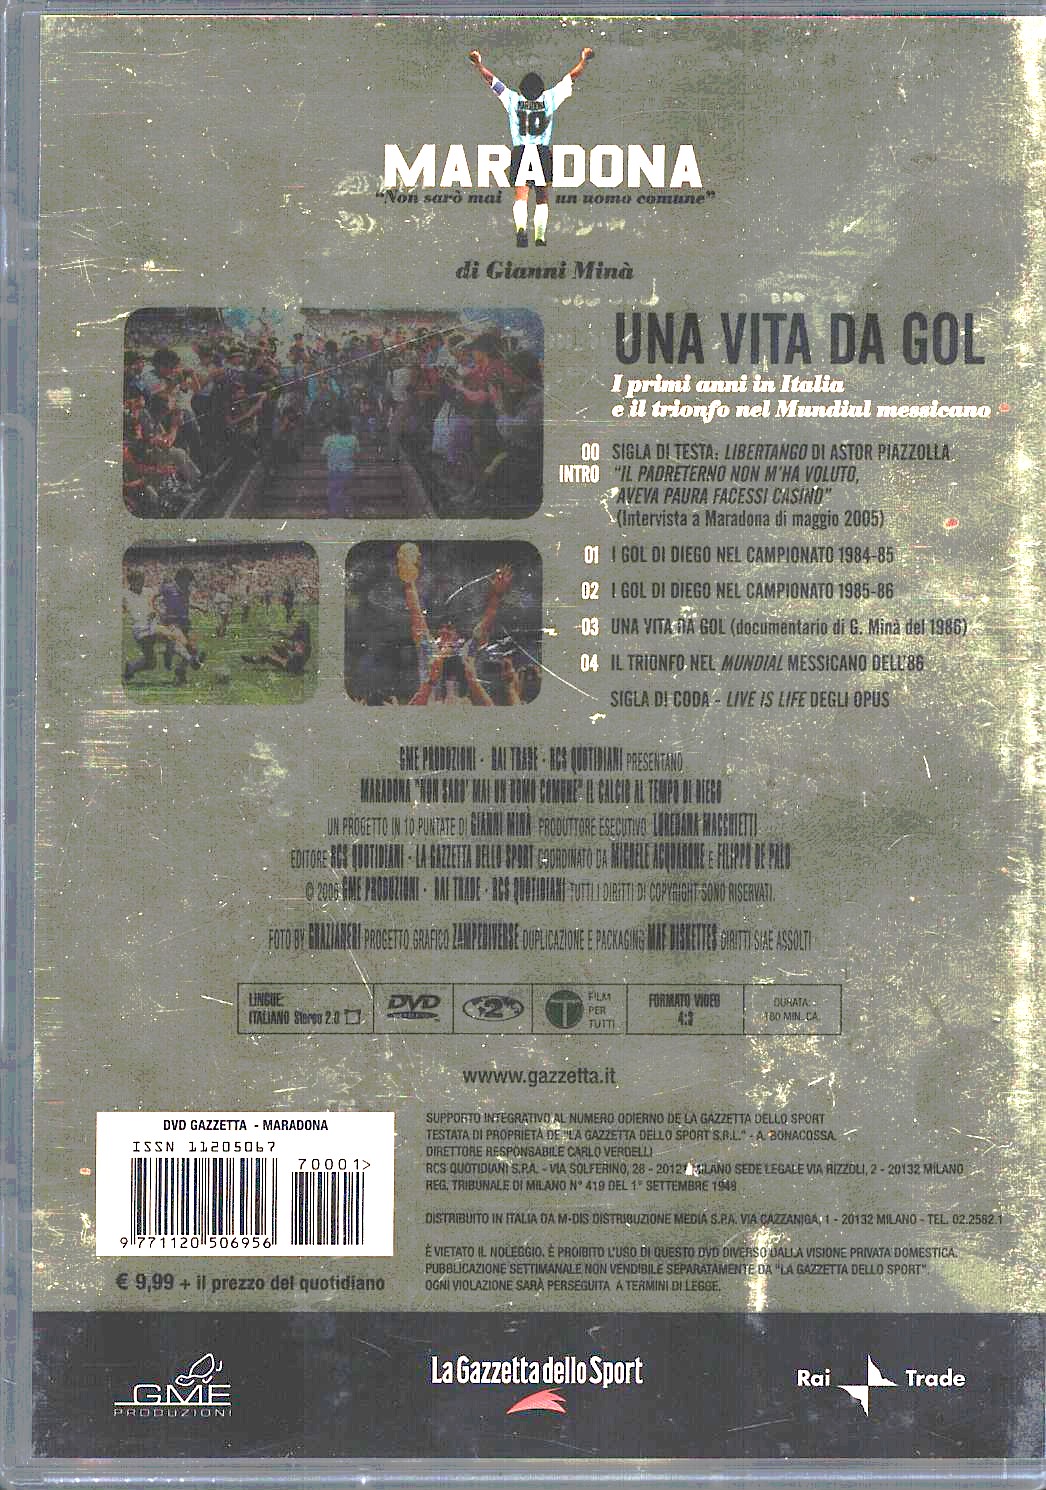 MARADONA
10
MARADONA
"Non sarò mai un uomo comune"
di Gianni Minà
UNA VITA DA GOL
I primi anni in Italia
e il trionfo nel Mundial messicano
00 SIGLA DI TESTA: LIBERTANGO DI ASTOR PIAZZOLLA
INTRO "IL PADRETERNO NON M'HA VOLUTO,
AVEVA PAURA FACESSI CASINO"
(Intervista a Maradona di maggio 2005)
01 I GOL DI DIEGO NEL CAMPIONATO 1984-85
02 I GOL DI DIEGO NEL CAMPIONATO 1985-86
03 UNA VITA DA GOL (documentario di G. Minà del 1986)
04 IL TRIONFO NEL MUNDIAL MESSICANO DELL'86
SIGLA DI CODA - LIVE IS LIFE DEGLI OPUS
GME PRODUZIONI - RAI TRADE - RCS QUOTIDIANI PRESENTANO
MARADONA "NON SARO' MAI UN UOMO COMUNE" IL CALCIO AL TEMPO DI DIEGO
UN PROGETTO IN 10 PUNTATE DI GIANNI MINÀ PRODUTTORE ESECUTIVO LOREDANA MACCHIETTI
EDITORE RCS QUOTIDIANI - LA GAZZETTA DELLO SPORT COORDINATO DA MICHELE ACQUARONE E FILIPPO DE PALO
© 2006 GME PRODUZIONI - RAI TRADE - RCS QUOTIDIANI TUTTI I DIRITTI DI COPYRIGHT SONO RISERVATI.
FOTO BY GRAZIANERI PROGETTO GRAFICO ZAMPEDIVERSE DUPLICAZIONE E PACKAGING MAF DISKETTES DIRITTI SIAE ASSOLTI
LINGUE:
ITALIANO Stereo 2.0
DVD
2
T FILM PER TUTTI
FORMATO VIDEO
4:3
DURATA:
180 MIN. CA.
wwww.gazzetta.it
DVD GAZZETTA - MARADONA
ISSN 11205067
70001>
9 771120 506956
€ 9,99 + il prezzo del quotidiano
SUPPORTO INTEGRATIVO AL NUMERO ODIERNO DE LA GAZZETTA DELLO SPORT
TESTATA DI PROPRIETÀ DE "LA GAZZETTA DELLO SPORT S.R.L." - A. BONACOSSA.
DIRETTORE RESPONSABILE CARLO VERDELLI
RCS QUOTIDIANI S.P.A. - VIA SOLFERINO, 28 - 20121 MILANO SEDE LEGALE VIA RIZZOLI, 2 - 20132 MILANO
REG. TRIBUNALE DI MILANO N° 419 DEL 1° SETTEMBRE 1948
DISTRIBUITO IN ITALIA DA M-DIS DISTRIBUZIONE MEDIA S.P.A. VIA CAZZANIGA, 1 - 20132 MILANO - TEL. 02.2582.1
È VIETATO IL NOLEGGIO. È PROIBITO L'USO DI QUESTO DVD DIVERSO DALLA VISIONE PRIVATA DOMESTICA.
PUBBLICAZIONE SETTIMANALE NON VENDIBILE SEPARATAMENTE DA "LA GAZZETTA DELLO SPORT".
OGNI VIOLAZIONE SARÀ PERSEGUITA A TERMINI DI LEGGE.
GME
PRODUZIONI
La Gazzetta dello Sport
Rai Trade